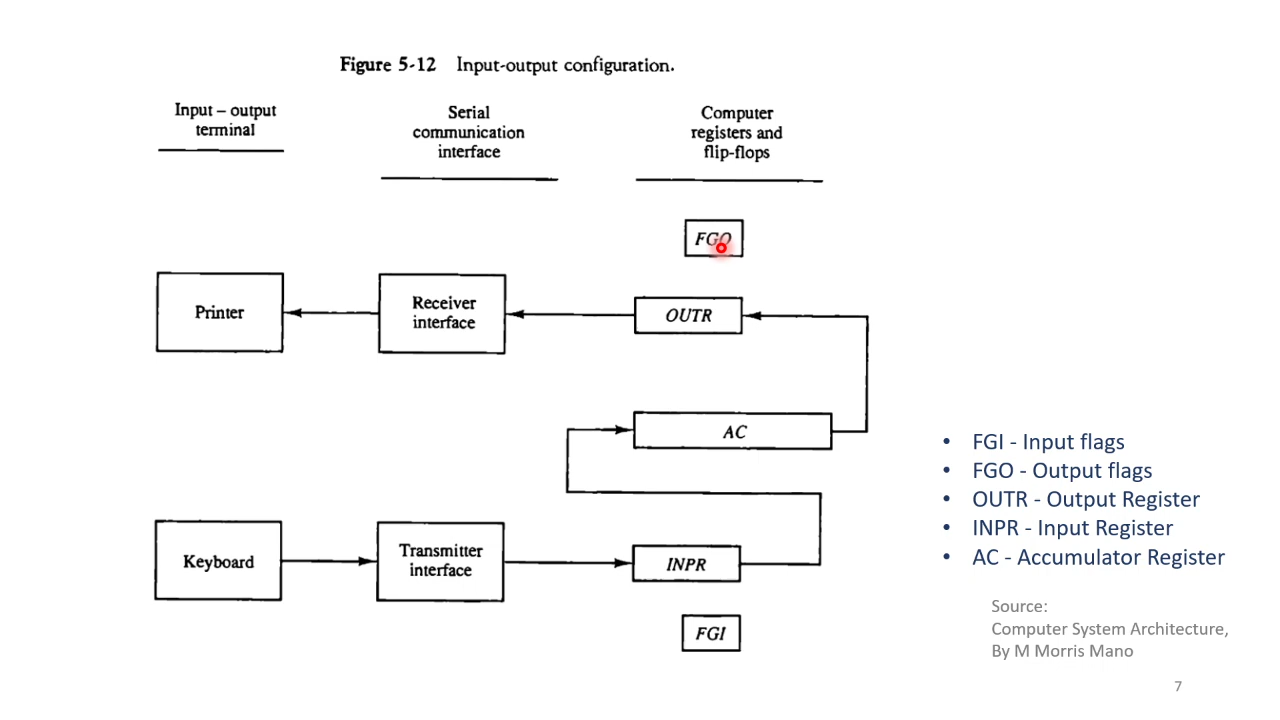 Figure 5-12 Input-output configuration.
Input – output
terminal
Serial
communication
interface
Computer
registers and
flip-flops
FGO
Printer
Receiver
interface
OUTR
AC
Keyboard
Transmitter
interface
INPR
FGI
• FGI - Input flags
• FGO - Output flags
• OUTR - Output Register
• INPR - Input Register
• AC - Accumulator Register
Source:
Computer System Architecture,
By M Morris Mano
7